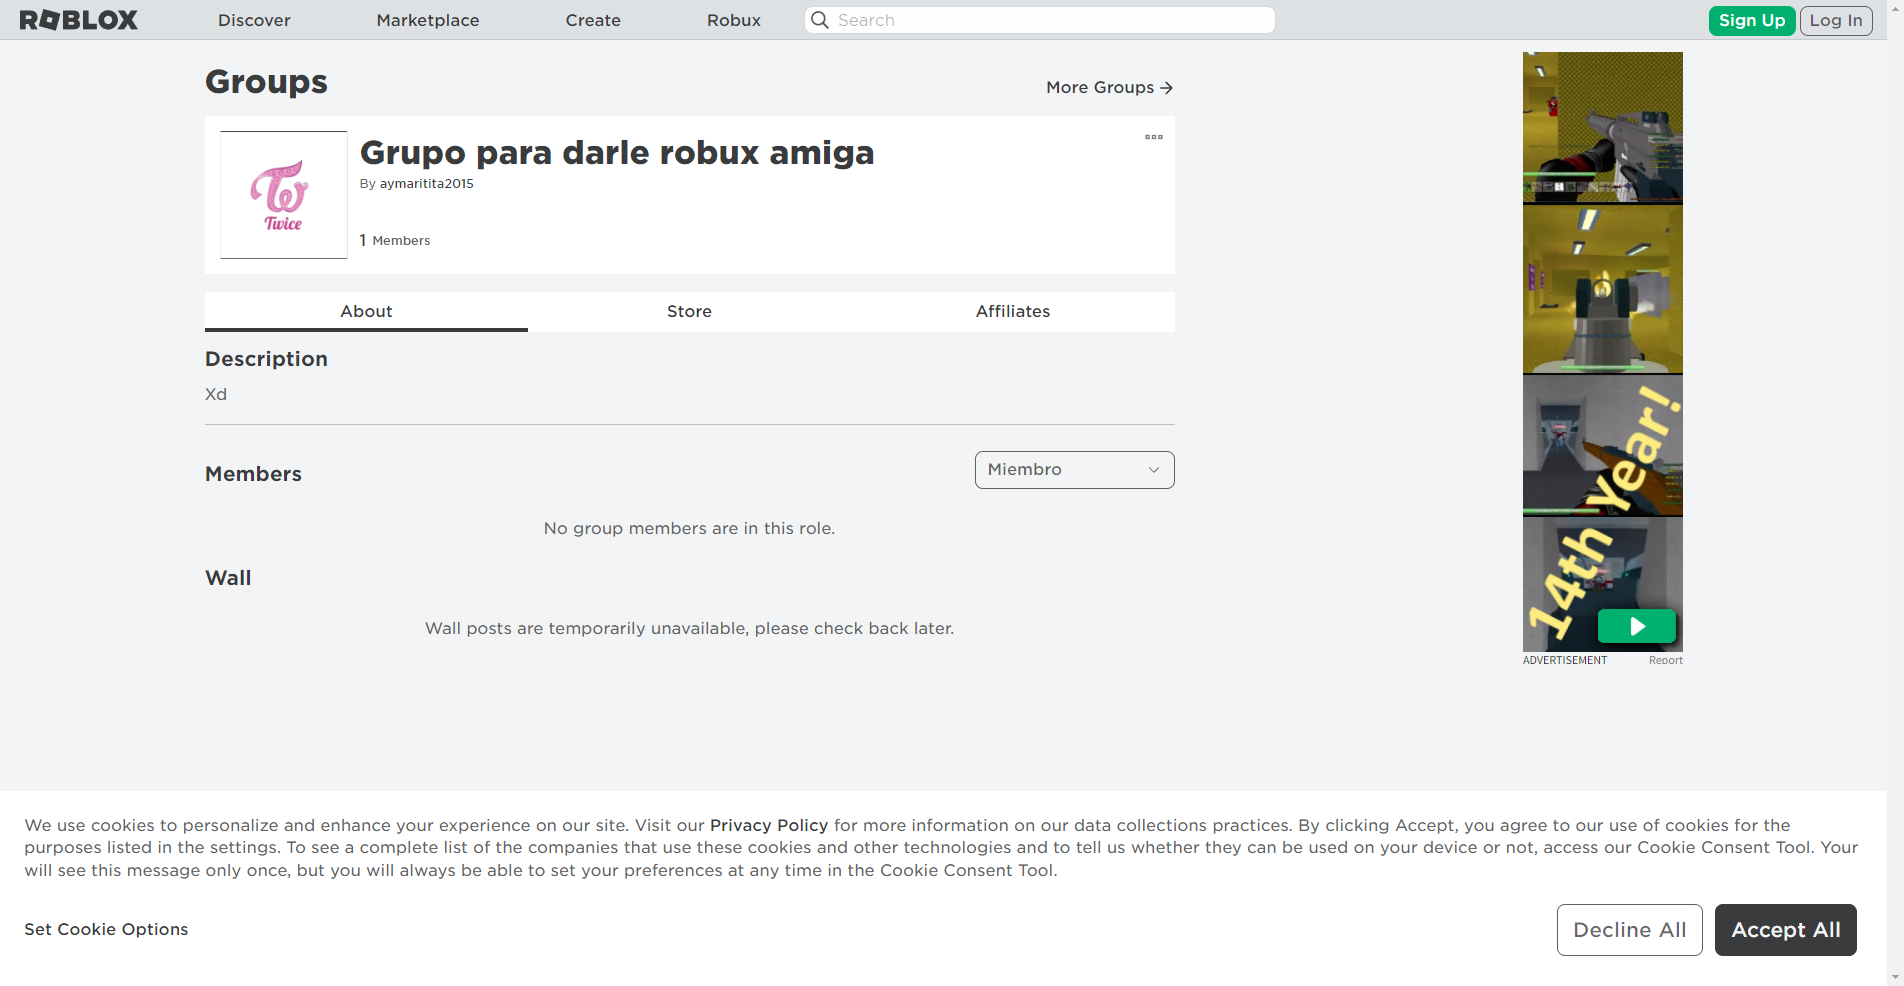 ROBLOX Discover Marketplace Create Robux Search Sign Up Log In
Groups
More Groups
Grupo para darle robux amiga
By aymaritita2015
Twice
1 Members
About Store Affiliates
Description
Xd
Members
Miembro
No group members are in this role.
Wall
Wall posts are temporarily unavailable, please check back later.
14th Year!
ADVERTISEMENT Report
We use cookies to personalize and enhance your experience on our site. Visit our Privacy Policy for more information on our data collections practices. By clicking Accept, you agree to our use of cookies for the
purposes listed in the settings. To see a complete list of the companies that use these cookies and other technologies and to tell us whether they can be used on your device or not, access our Cookie Consent Tool. Your
will see this message only once, but you will always be able to set your preferences at any time in the Cookie Consent Tool.
Set Cookie Options
Decline All
Accept All